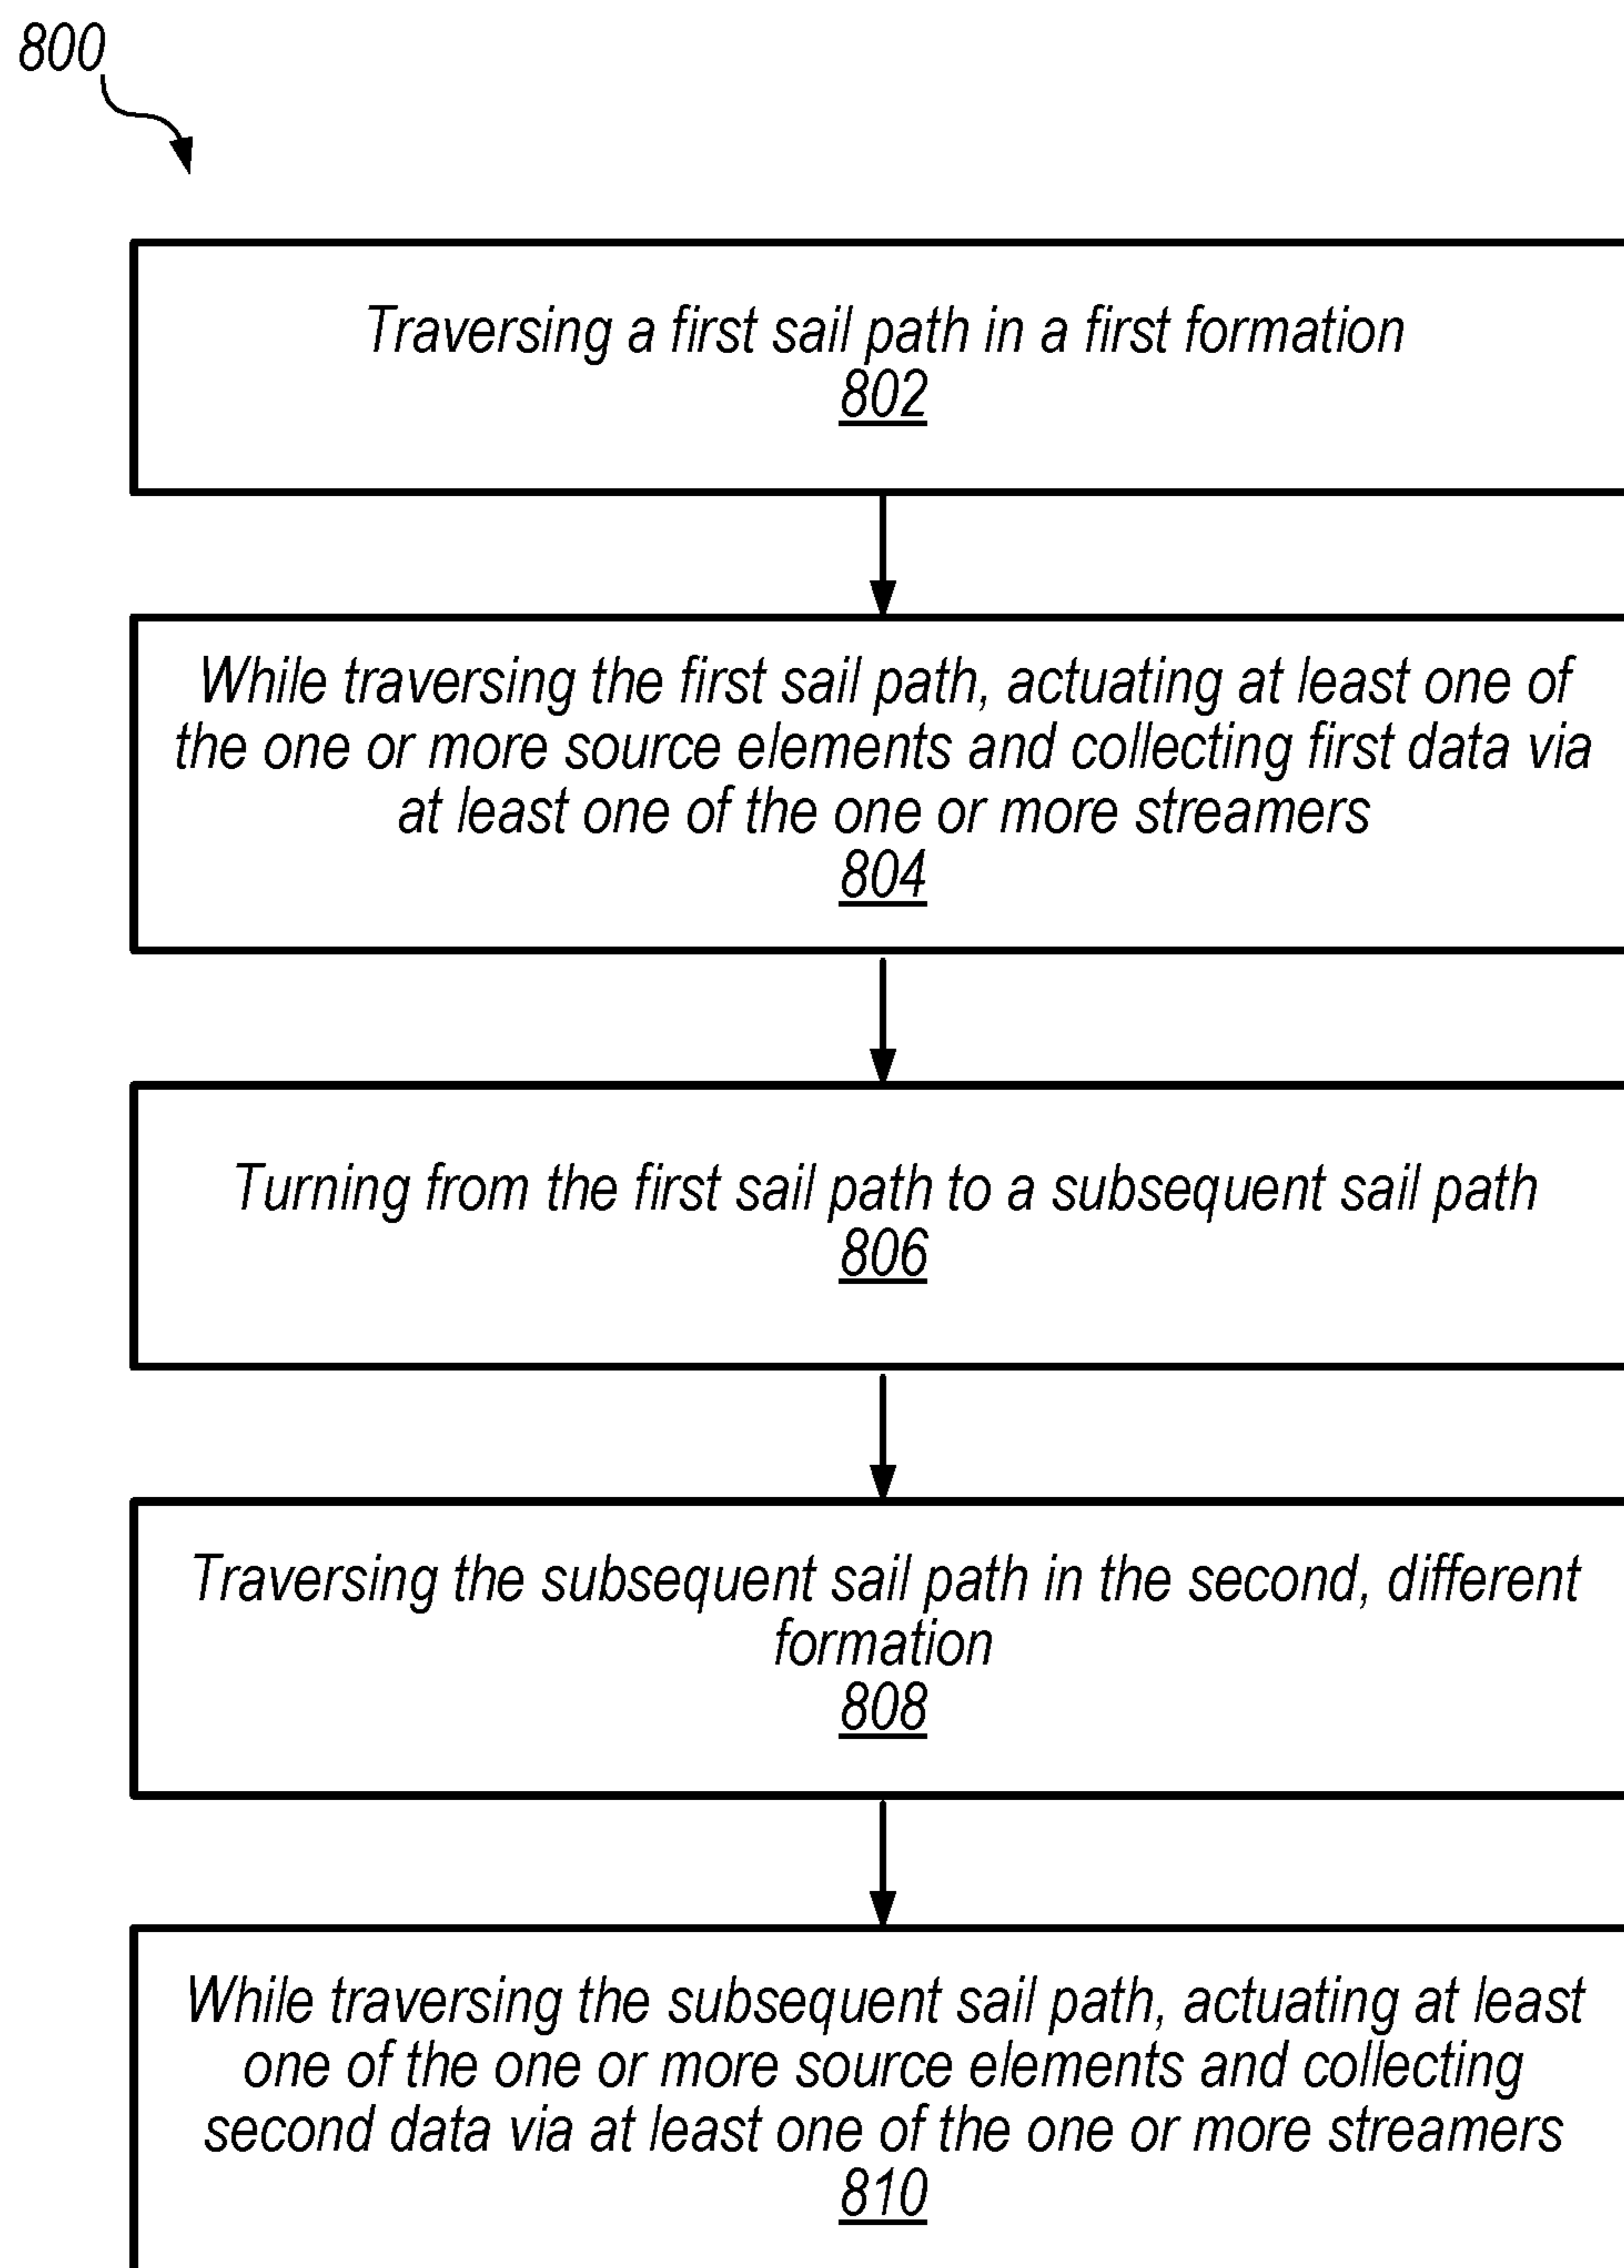 800
Traversing a first sail path in a first formation
802
While traversing the first sail path, actuating at least one of
the one or more source elements and collecting first data via
at least one of the one or more streamers
804
Turning from the first sail path to a subsequent sail path
806
Traversing the subsequent sail path in the second, different
formation
808
While traversing the subsequent sail path, actuating at least
one of the one or more source elements and collecting
second data via at least one of the one or more streamers
810